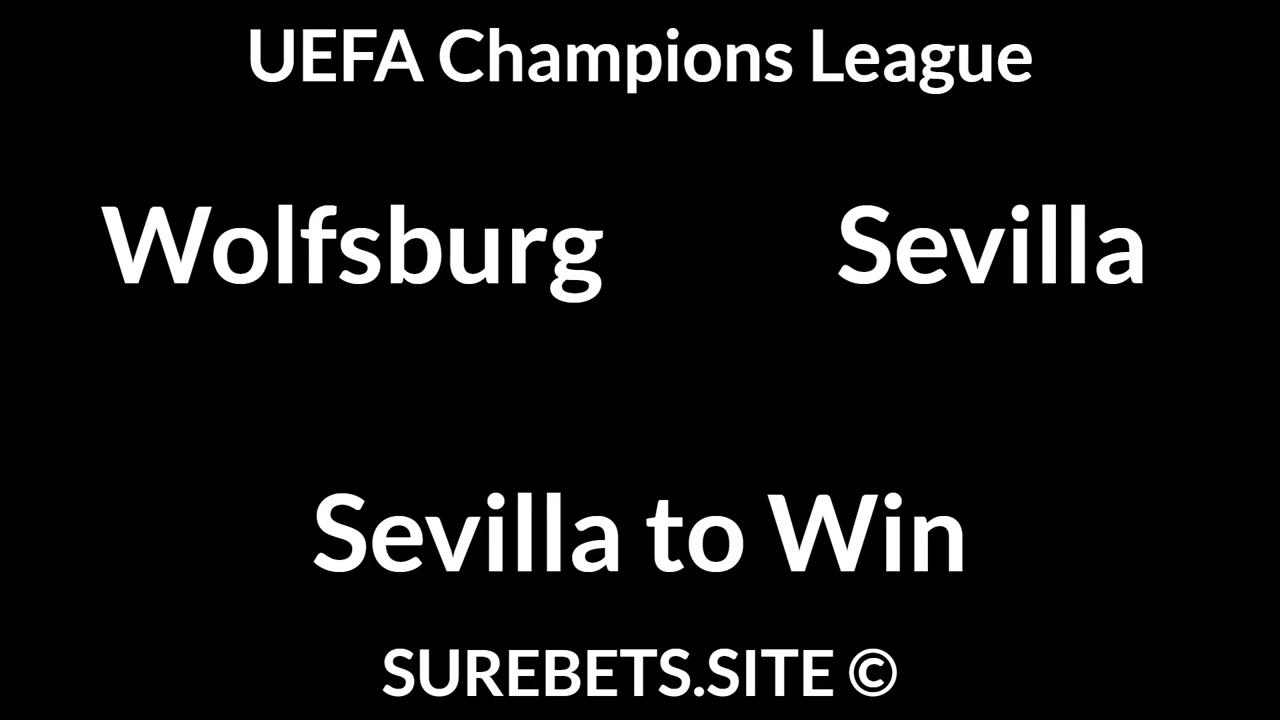 UEFA Champions League
Wolfsburg Sevilla
Sevilla to Win
SUREBETS.SITE ©